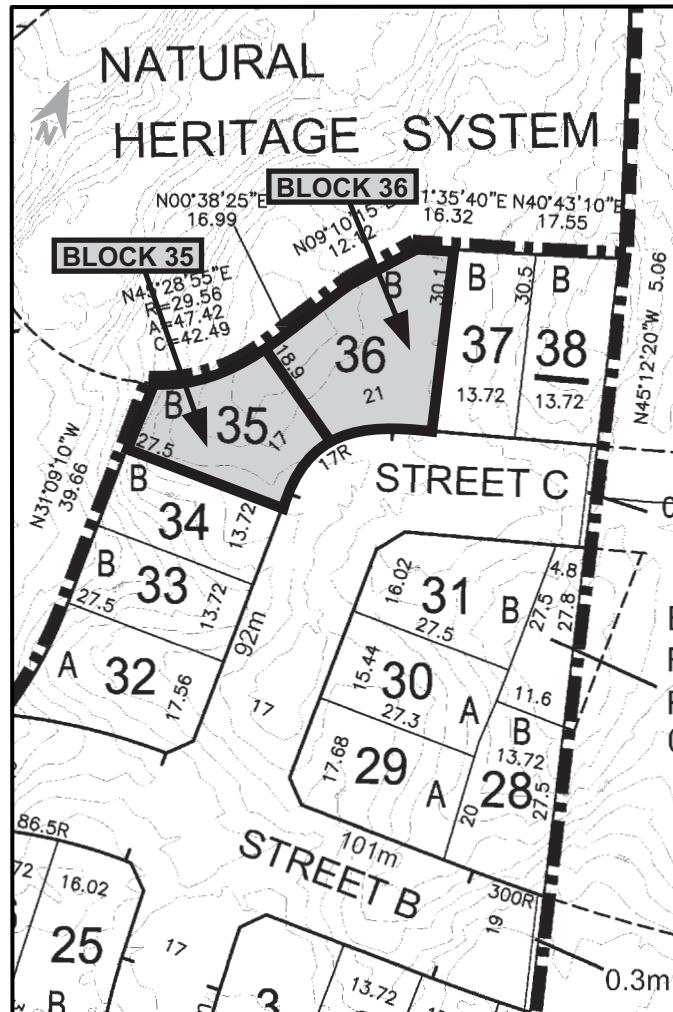 NATURAL
HERITAGE SYSTEM
N
BLOCK 36
N00°38'25"E
16.99
N09°10'15"E
12.12
1°35'40"E
16.32
N40°43'10"E
17.55
BLOCK 35
N45°28'55"E
R=29.56
A=47.42
C=42.49
N45°12'20"W 5.06
B
30.1
B
30.5
B
36
18.9
21
37
13.72
38
13.72
B
35
17
27.5
17R
N31°09'10"W
39.66
STREET C
B
34
13.72
B
33
13.72
27.5
92m
A
32
17.56
17
16.02
31
27.5
B
4.8
27.5
27.8
15.44
30
27.3
A
11.6
17.68
29
A
B
13.72
28
27.5
20
101m
STREET B
300R
19
0.3m
86.5R
72
16.02
25
B
17
3
13.72